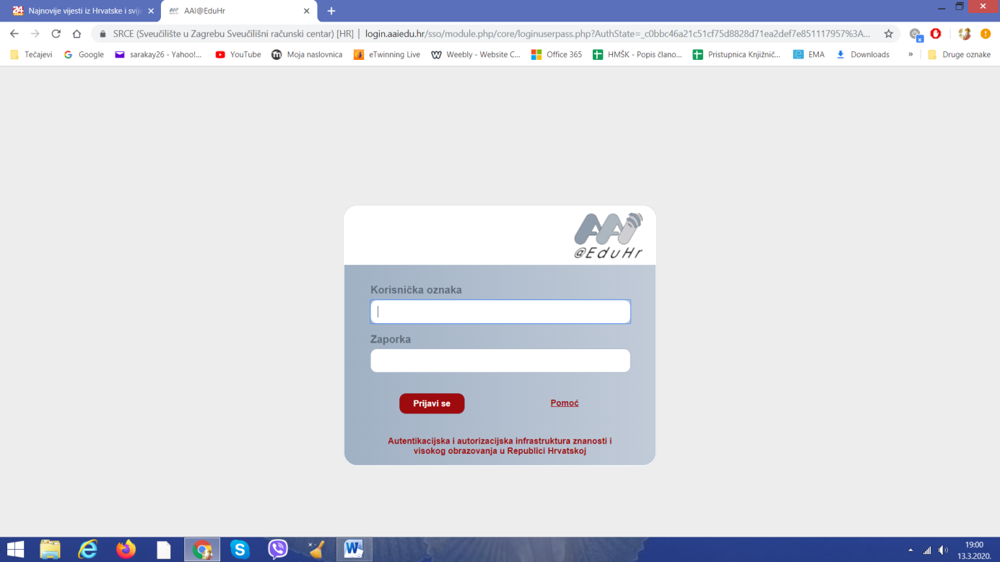 24 Najnovije vijesti iz Hrvatske i svije
AAI@EduHr
SRCE (Sveučilište u Zagrebu Sveučilišni računski centar) [HR] | login.aaiedu.hr/sso/module.php/core/loginuserpass.php?AuthState=_c0bbc46a21c51cf75d8828d71ea2def7e851117957%3A...
Tečajevi Google sarakay26 - Yahoo!... YouTube Moja naslovnica eTwinning Live Weebly - Website C... Office 365 HMŠK - Popis člano... Pristupnica Knjižnič... EMA Downloads » Druge oznake
AAI
@EduHr
Korisnička oznaka
Zaporka
Prijavi se
Pomoć
Autentikacijska i autorizacijska infrastruktura znanosti i
visokog obrazovanja u Republici Hrvatskoj
19:00
13.3.2020.